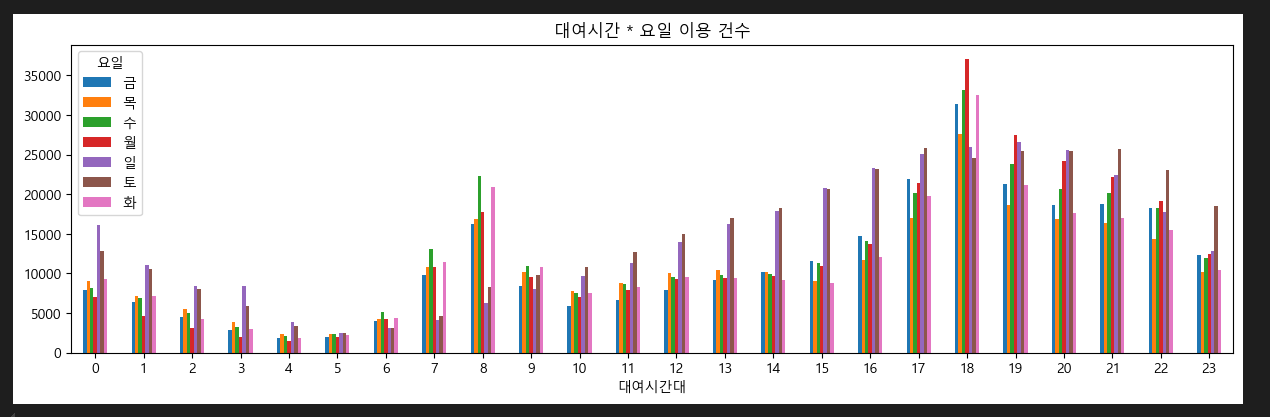 대여시간 * 요일 이용 건수
요일
금
목
수
월
일
토
화
35000
30000
25000
20000
15000
10000
5000
0
0 1 2 3 4 5 6 7 8 9 10 11 12 13 14 15 16 17 18 19 20 21 22 23
대여시간대